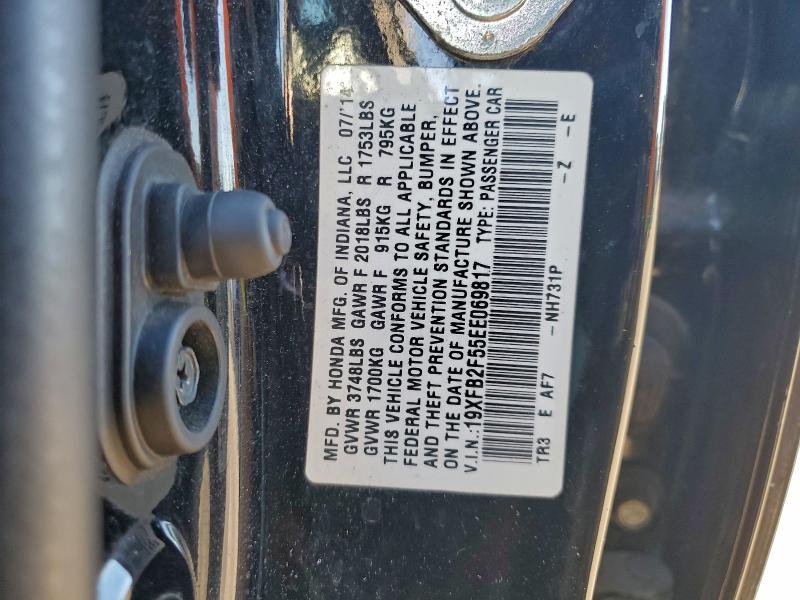 MFD. BY HONDA MFG. OF INDIANA, LLC 07/14
GVWR 3748LBS GAWR F 2018LBS R 1753LBS
GVWR 1700KG GAWR F 915KG R 795KG
THIS VEHICLE CONFORMS TO ALL APPLICABLE
FEDERAL MOTOR VEHICLE SAFETY, BUMPER,
AND THEFT PREVENTION STANDARDS IN EFFECT
ON THE DATE OF MANUFACTURE SHOWN ABOVE.
V.I.N.:19XFB2F55EE069817 TYPE: PASSENGER CAR
TR3 E AF7 -NH731P -Z -E